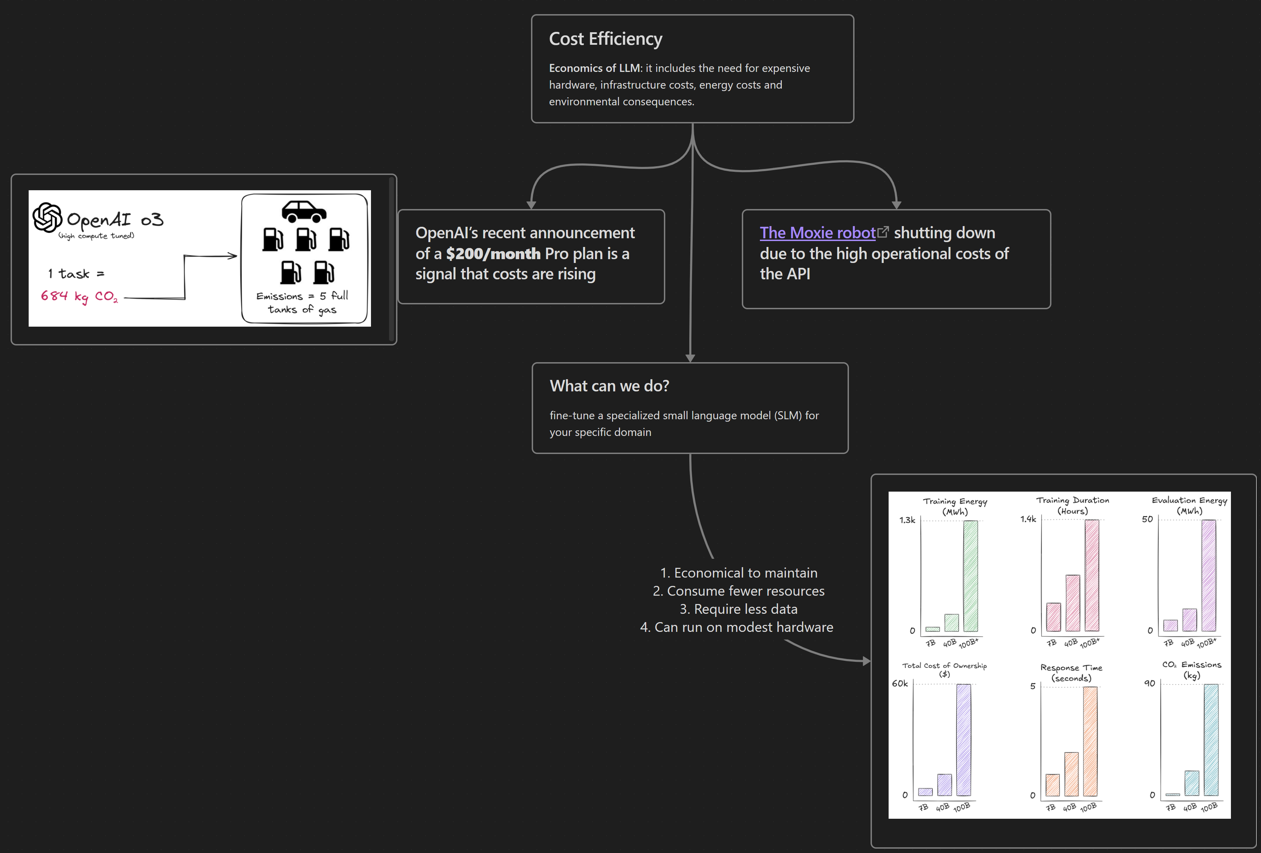 Cost Efficiency
Economics of LLM: it includes the need for expensive
hardware, infrastructure costs, energy costs and
environmental consequences.
OpenAI o3
(high compute tuned)
1 task =
684 kg CO₂
Emissions = 5 full
tanks of gas
OpenAI’s recent announcement
of a $200/month Pro plan is a
signal that costs are rising
The Moxie robot shutting down
due to the high operational costs of
the API
What can we do?
fine-tune a specialized small language model (SLM) for
your specific domain
1. Economical to maintain
2. Consume fewer resources
3. Require less data
4. Can run on modest hardware
Training Energy
(MWh)
1.3k
0
7B 40B 100B+
Training Duration
(Hours)
1.4k
0
7B 40B 100B+
Evaluation Energy
(MWh)
50
0
7B 40B 100B+
Total Cost of Ownership
($)
60k
0
7B 40B 100B
Response Time
(seconds)
5
0
7B 40B 100B
CO₂ Emissions
(kg)
90
0
7B 40B 100B